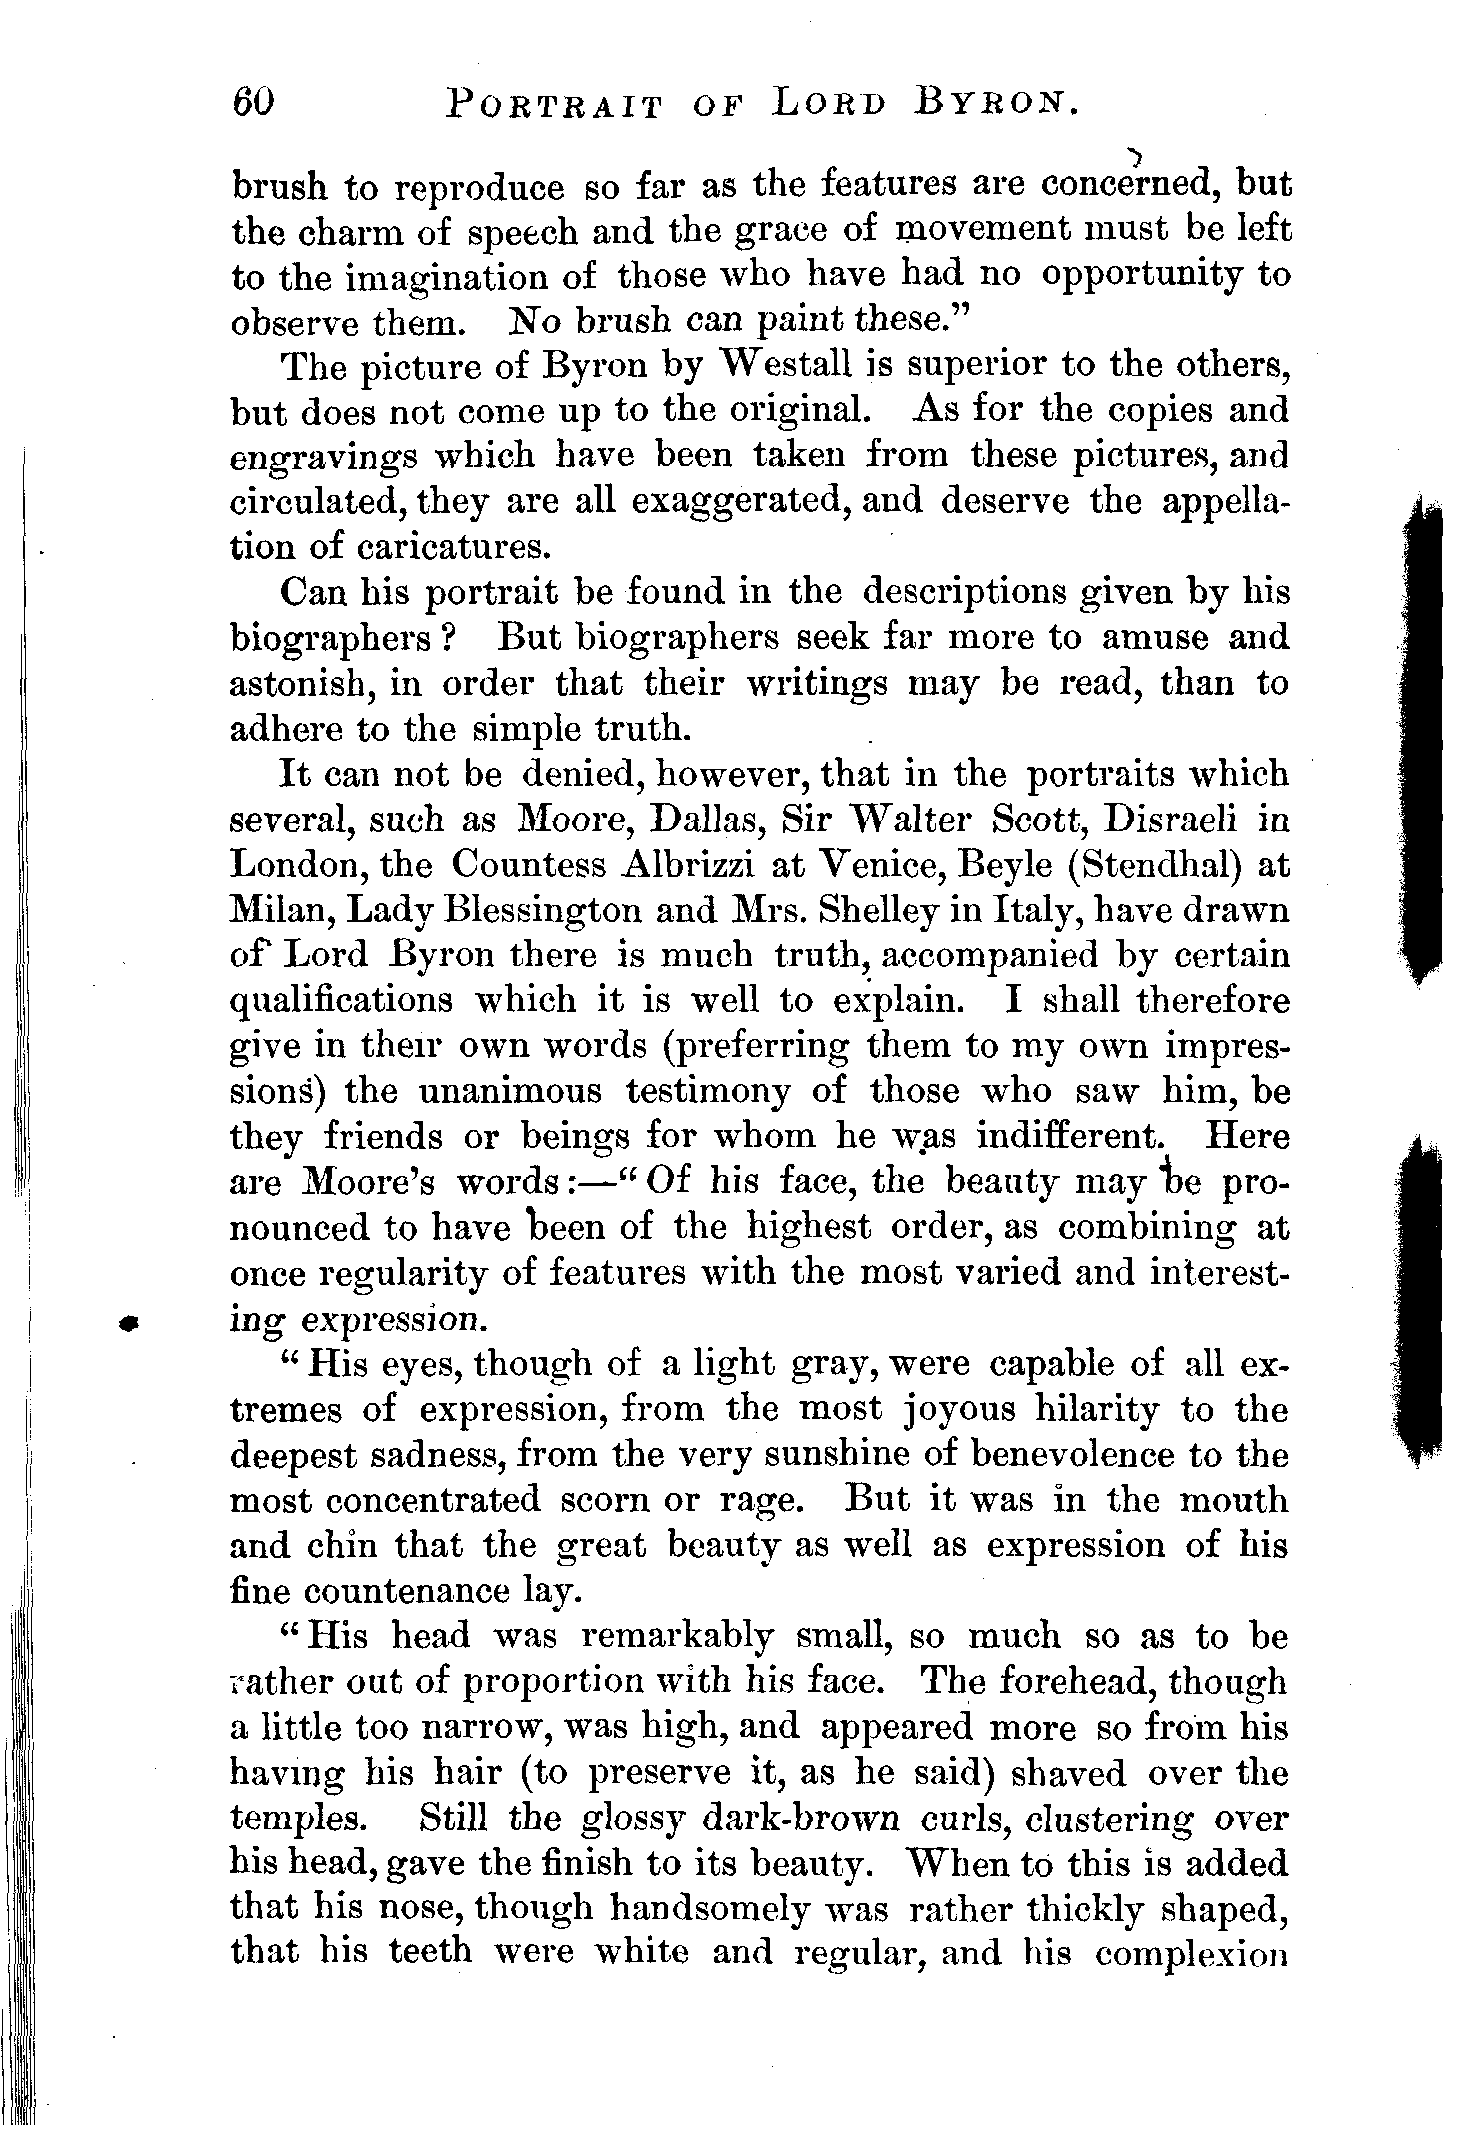 60 PORTRAIT OF LORD BYRON.
brush to reproduce so far as the features are concerned, but
the charm of speech and the grace of movement must be left
to the imagination of those who have had no opportunity to
observe them. No brush can paint these.”
The picture of Byron by Westall is superior to the others,
but does not come up to the original. As for the copies and
engravings which have been taken from these pictures, and
circulated, they are all exaggerated, and deserve the appella-
tion of caricatures.
Can his portrait be found in the descriptions given by his
biographers? But biographers seek far more to amuse and
astonish, in order that their writings may be read, than to
adhere to the simple truth.
It can not be denied, however, that in the portraits which
several, such as Moore, Dallas, Sir Walter Scott, Disraeli in
London, the Countess Albrizzi at Venice, Beyle (Stendhal) at
Milan, Lady Blessington and Mrs. Shelley in Italy, have drawn
of Lord Byron there is much truth, accompanied by certain
qualifications which it is well to explain. I shall therefore
give in their own words (preferring them to my own impres-
sions) the unanimous testimony of those who saw him, be
they friends or beings for whom he was indifferent. Here
are Moore’s words:—“Of his face, the beauty may be pro-
nounced to have been of the highest order, as combining at
once regularity of features with the most varied and interest-
ing expression.
“His eyes, though of a light gray, were capable of all ex-
tremes of expression, from the most joyous hilarity to the
deepest sadness, from the very sunshine of benevolence to the
most concentrated scorn or rage. But it was in the mouth
and chin that the great beauty as well as expression of his
fine countenance lay.
“His head was remarkably small, so much so as to be
rather out of proportion with his face. The forehead, though
a little too narrow, was high, and appeared more so from his
having his hair (to preserve it, as he said) shaved over the
temples. Still the glossy dark-brown curls, clustering over
his head, gave the finish to its beauty. When to this is added
that his nose, though handsomely was rather thickly shaped,
that his teeth were white and regular, and his complexion